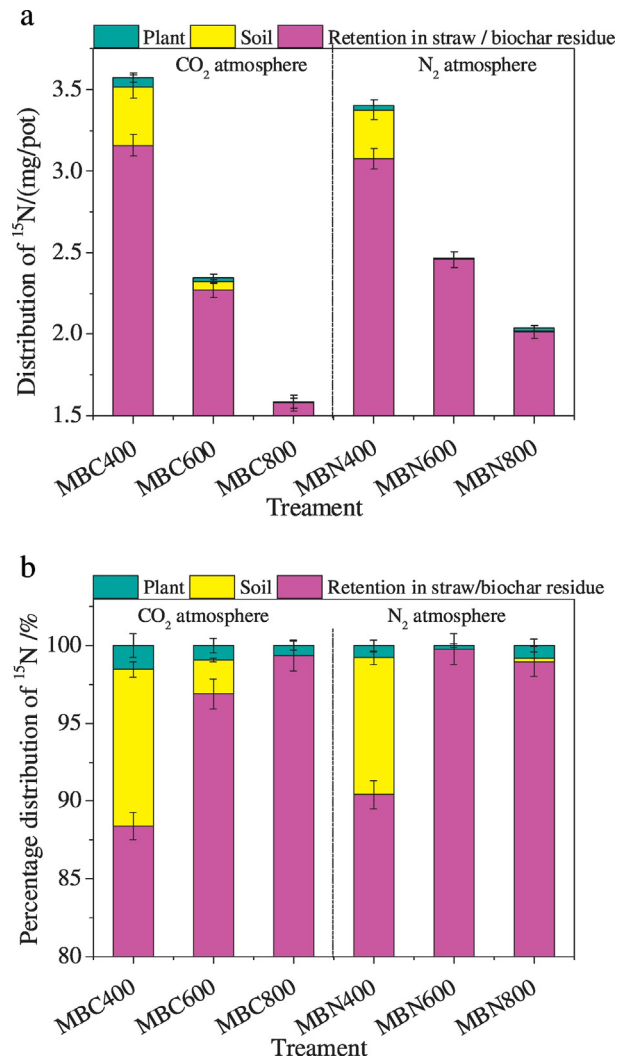 a
Plant Soil Retention in straw / biochar residue
CO2 atmosphere N2 atmosphere
3.5
3.0
2.5
2.0
1.5
Distribution of 15N/(mg/pot)
MBC400 MBC600 MBC800 MBN400 MBN600 MBN800
Treament
b
Plant Soil Retention in straw/biochar residue
CO2 atmosphere N2 atmosphere
100
95
90
85
80
Percentage distribution of 15N /%
MBC400 MBC600 MBC800 MBN400 MBN600 MBN800
Treament